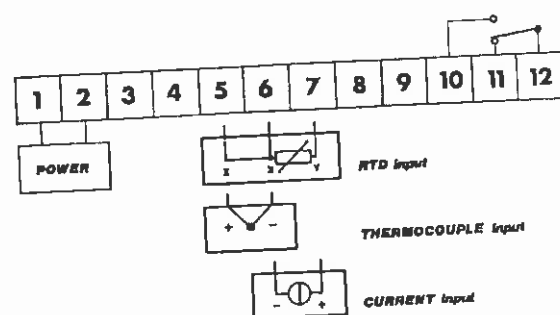 1 2 3 4 5 6 7 8 9 10 11 12
POWER
X X Y
RTD input
+ -
THERMOCOUPLE input
- +
CURRENT input